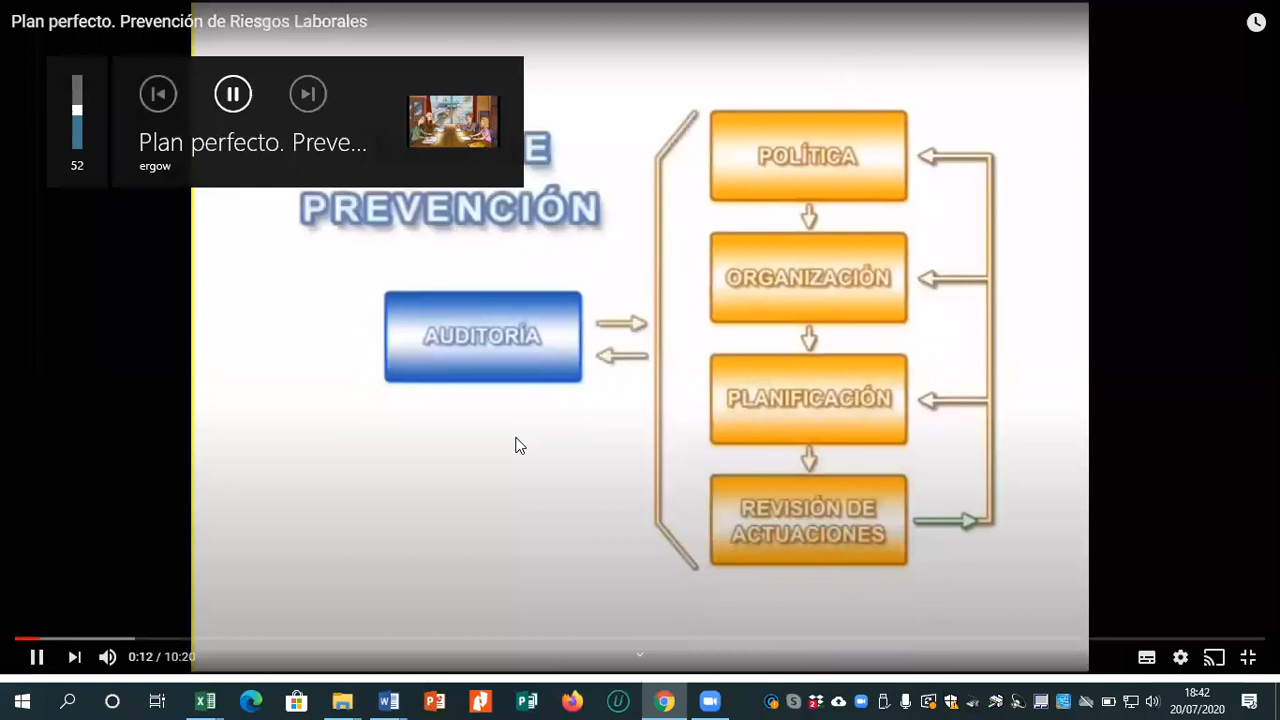 Plan perfecto. Prevención de Riesgos Laborales
52
Plan perfecto. Preve...
ergow
E
PREVENCIÓN
AUDITORÍA
POLÍTICA
ORGANIZACIÓN
PLANIFICACIÓN
REVISIÓN DE
ACTUACIONES
0:12 / 10:20
18:42
20/07/2020